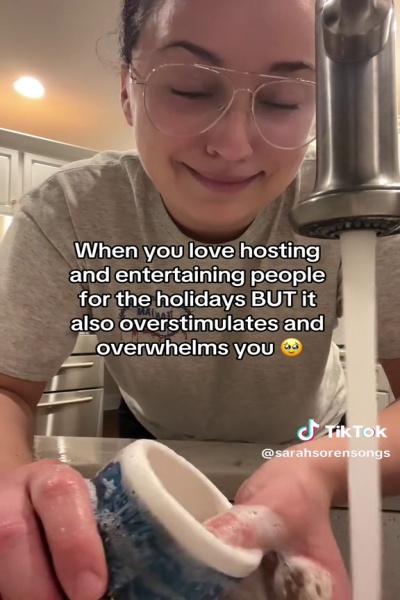 When you love hosting
and entertaining people
for the holidays BUT it
also overstimulates and
overwhelms you 🥹
TikTok
@sarahsorensongs